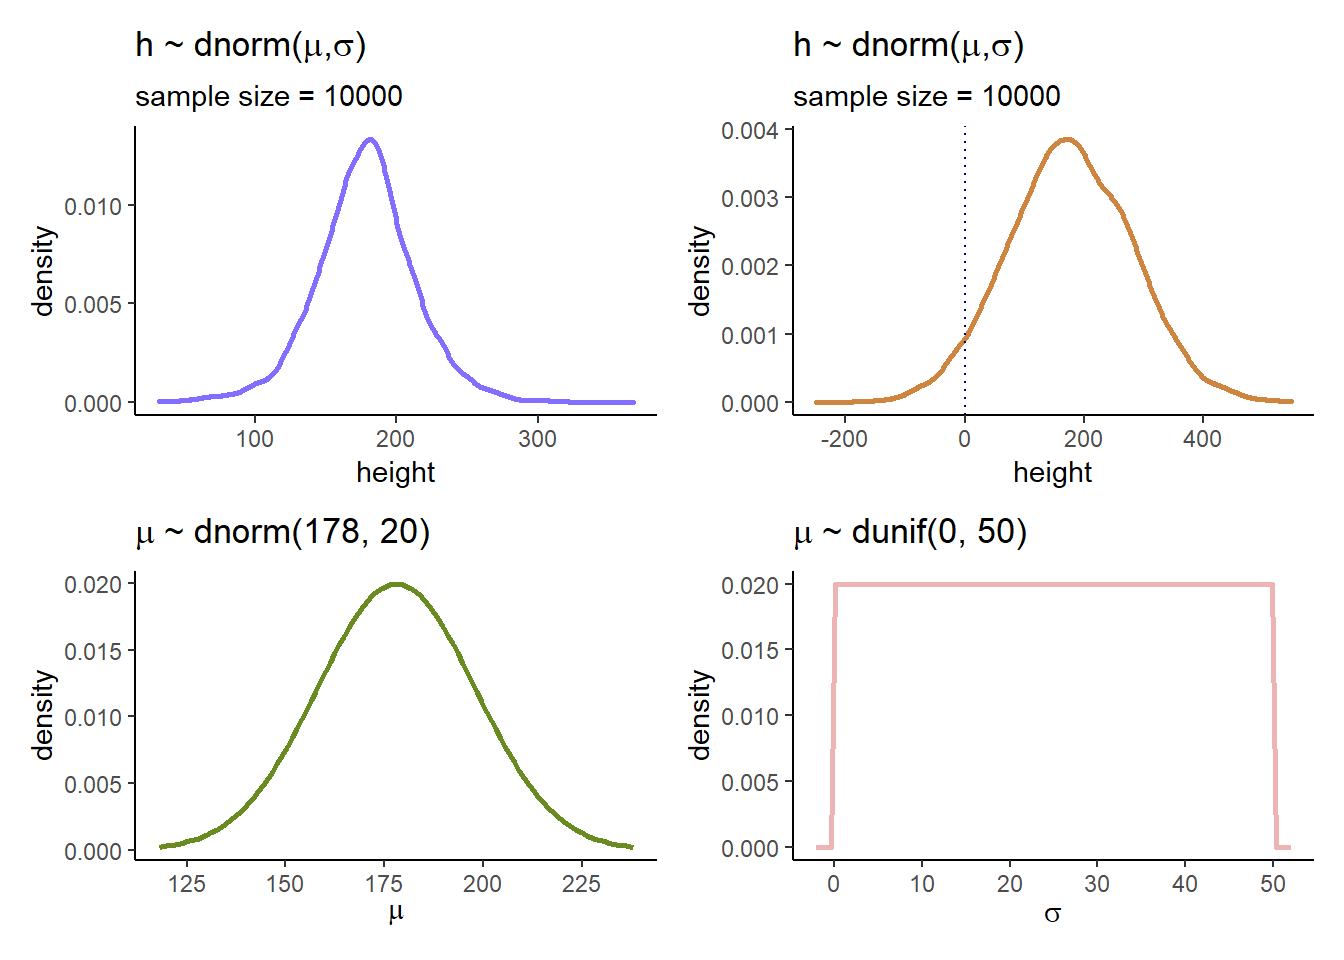 h ~ dnorm(μ,σ)
sample size = 10000
density
0.010
0.005
0.000
100 200 300
height
h ~ dnorm(μ,σ)
sample size = 10000
density
0.004
0.003
0.002
0.001
0.000
-200 0 200 400
height
μ ~ dnorm(178, 20)
density
0.020
0.015
0.010
0.005
0.000
125 150 175 200 225
μ
μ ~ dunif(0, 50)
density
0.020
0.015
0.010
0.005
0.000
0 10 20 30 40 50
σ